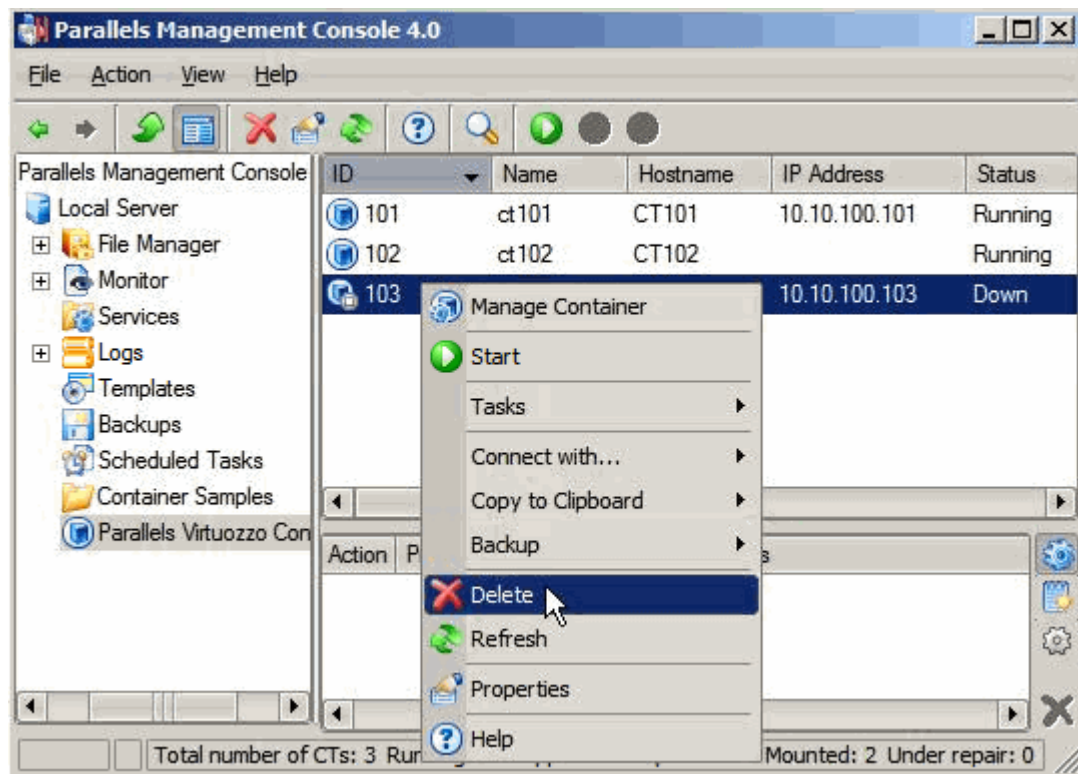 Parallels Management Console 4.0
File Action View Help
Parallels Management Console
Local Server
File Manager
Monitor
Services
Logs
Templates
Backups
Scheduled Tasks
Container Samples
Parallels Virtuozzo Con
ID Name Hostname IP Address Status
101 ct101 CT101 10.10.100.101 Running
102 ct102 CT102 Running
103 10.10.100.103 Down
Manage Container
Start
Tasks
Connect with...
Copy to Clipboard
Backup
Delete
Refresh
Properties
Help
Action P s
Total number of CTs: 3 Mounted: 2 Under repair: 0